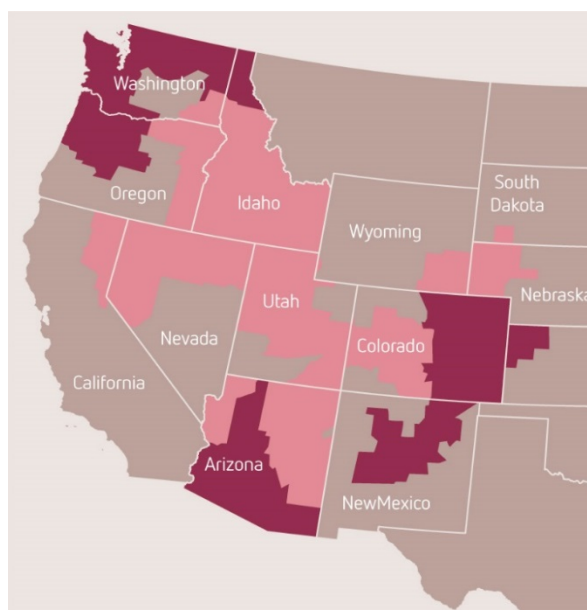 Washington
Oregon
Idaho
South
Dakota
Wyoming
Nebraska
Utah
Nevada
Colorado
California
Arizona
NewMexico